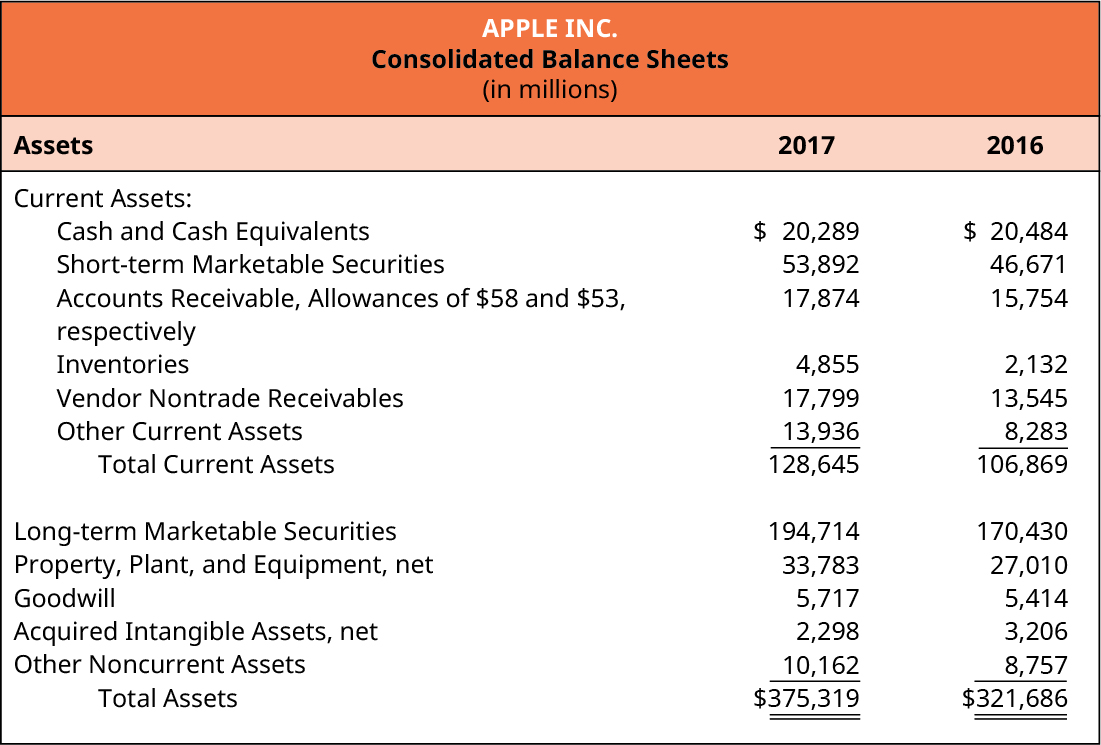 APPLE INC.
Consolidated Balance Sheets
(in millions)
Assets 2017 2016
Current Assets:
Cash and Cash Equivalents $ 20,289 $ 20,484
Short-term Marketable Securities 53,892 46,671
Accounts Receivable, Allowances of $58 and $53, 17,874 15,754
respectively
Inventories 4,855 2,132
Vendor Nontrade Receivables 17,799 13,545
Other Current Assets 13,936 8,283
Total Current Assets 128,645 106,869
Long-term Marketable Securities 194,714 170,430
Property, Plant, and Equipment, net 33,783 27,010
Goodwill 5,717 5,414
Acquired Intangible Assets, net 2,298 3,206
Other Noncurrent Assets 10,162 8,757
Total Assets $375,319 $321,686